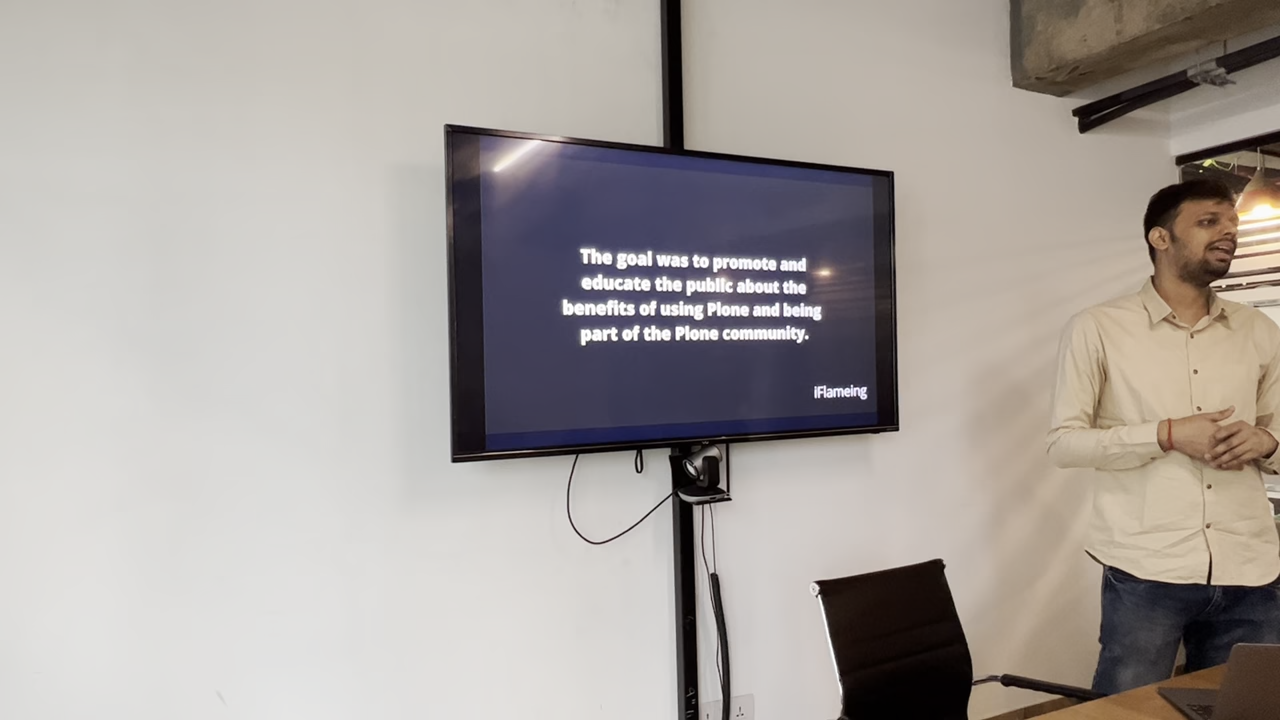 The goal was to promote and
educate the public about the
benefits of using Plone and being
part of the Plone community.
iFlameing